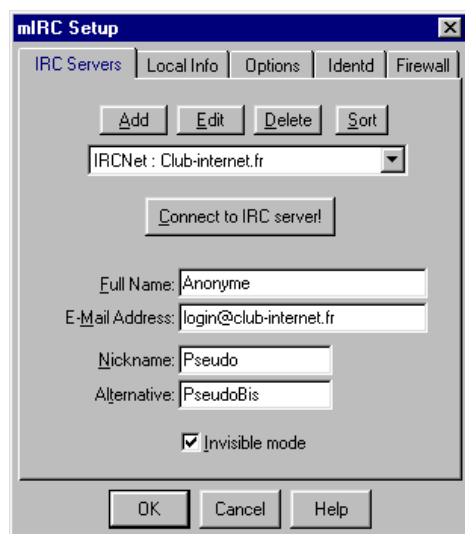 mIRC Setup
IRC Servers Local Info Options Identd Firewall
Add Edit Delete Sort
IRCNet : Club-internet.fr
Connect to IRC server!
Full Name: Anonyme
E-Mail Address: login@club-internet.fr
Nickname: Pseudo
Alternative: PseudoBis
Invisible mode
OK Cancel Help